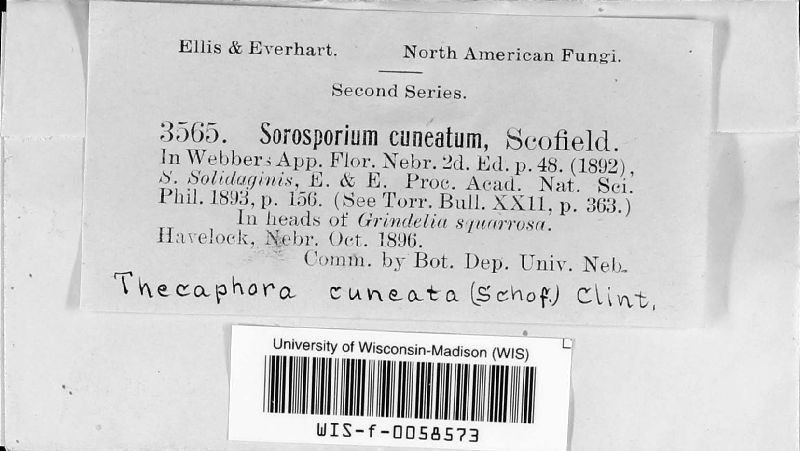 Ellis & Everhart. North American Fungi.
Second Series.
3565. Sorosporium cuneatum, Scofield.
In Webbers App. Flor. Nebr. 2d. Ed. p. 48. (1892),
S. Solidaginis, E. & E. Proc. Acad. Nat. Sci.
Phil. 1893, p. 156. (See Torr. Bull. XX11, p. 363.)
In heads of Grindelia squarrosa.
Havelock, Nebr. Oct. 1896.
Comm. by Bot. Dep. Univ. Neb.
Thecaphora cuneata (Schof.) Clint.
University of Wisconsin-Madison (WIS)
WIS-f-0058573